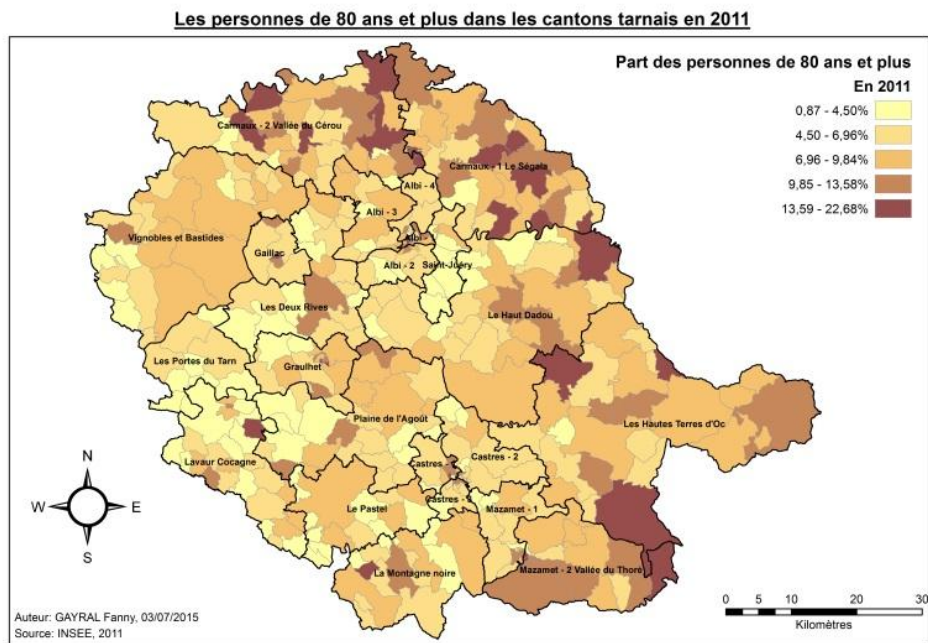 Les personnes de 80 ans et plus dans les cantons tarnais en 2011
Part des personnes de 80 ans et plus
En 2011
0,87 - 4,50%
4,50 - 6,96%
6,96 - 9,84%
9,85 - 13,58%
13,59 - 22,68%
Carmaux - 2 Vallée du Cérou
Carmaux - 1 Le Ségala
Albi - 4
Albi - 3
Vignobles et Bastides
Albi -
Gaillac
Albi - 2
Saint-Juéry
Les Deux Rives
Le Haut Dadou
Les Portes du Tarn
Graulhet
Plaine de l'Agoût
Les Hautes Terres d'Oc
Lavaur Cocagne
Castres -
Castres - 2
Castres -
Le Pastel
Mazamet - 1
La Montagne noire
Mazamet - 2 Vallée du Thoré
N
W
E
S
0 5 10 20 30
Kilomètres
Auteur: GAYRAL Fanny, 03/07/2015
Source: INSEE, 2011